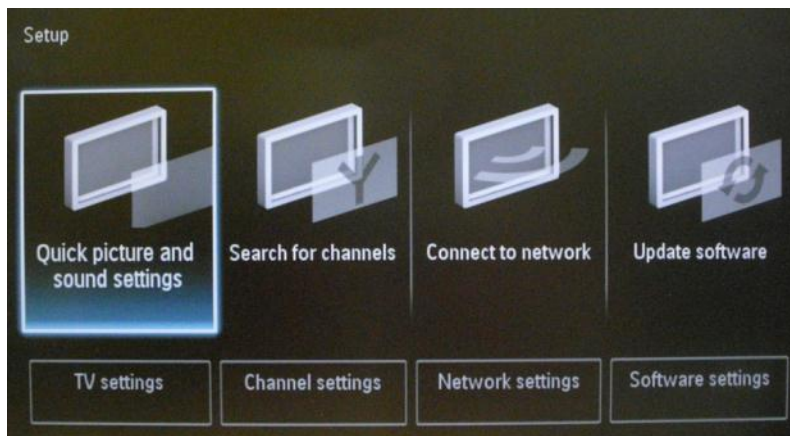 Setup
Quick picture and
sound settings
Search for channels
Connect to network
Update software
TV settings
Channel settings
Network settings
Software settings